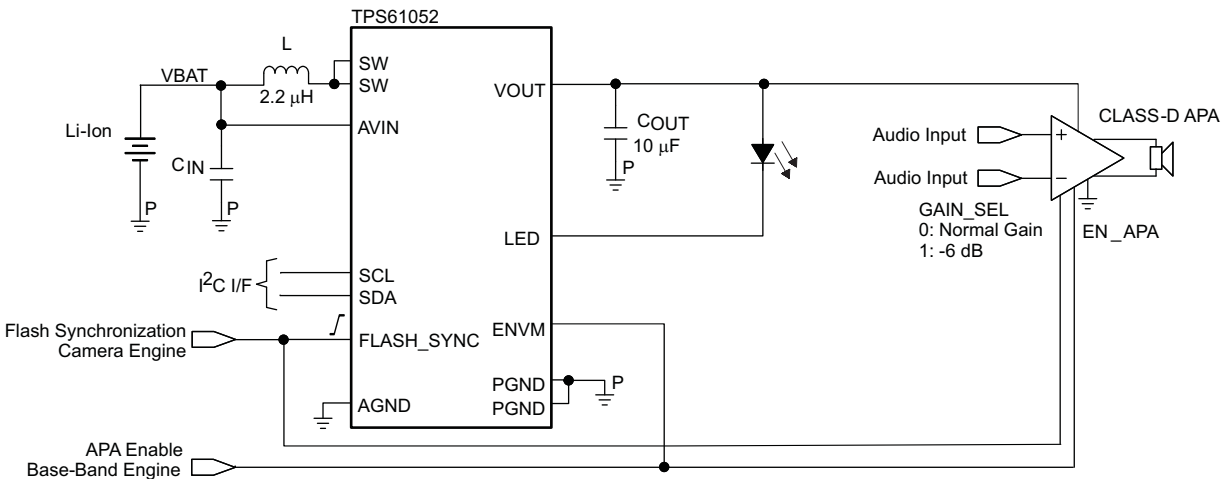 TPS61052
L
VBAT
2.2 μH
Li-Ion
CIN
P
P
SW
SW
AVIN
VOUT
COUT
10 μF
P
LED
Audio Input
Audio Input
+
−
CLASS-D APA
GAIN_SEL
0: Normal Gain
1: -6 dB
EN_APA
I2C I/F
SCL
SDA
Flash Synchronization
Camera Engine
FLASH_SYNC
ENVM
PGND
PGND
P
AGND
APA Enable
Base-Band Engine